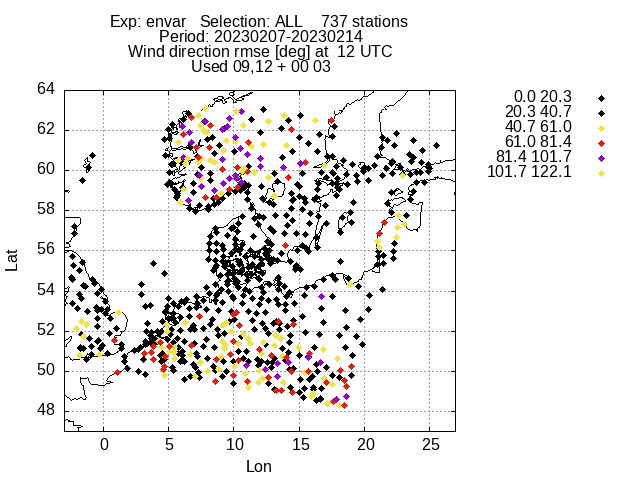 Exp: envar Selection: ALL 737 stations
Period: 20230207-20230214
Wind direction rmse [deg] at 12 UTC
Used 09,12 + 00 03
64
62
60
58
56
54
52
50
48
Lat
0 5 10 15 20 25
Lon
0.0 20.3
20.3 40.7
40.7 61.0
61.0 81.4
81.4 101.7
101.7 122.1